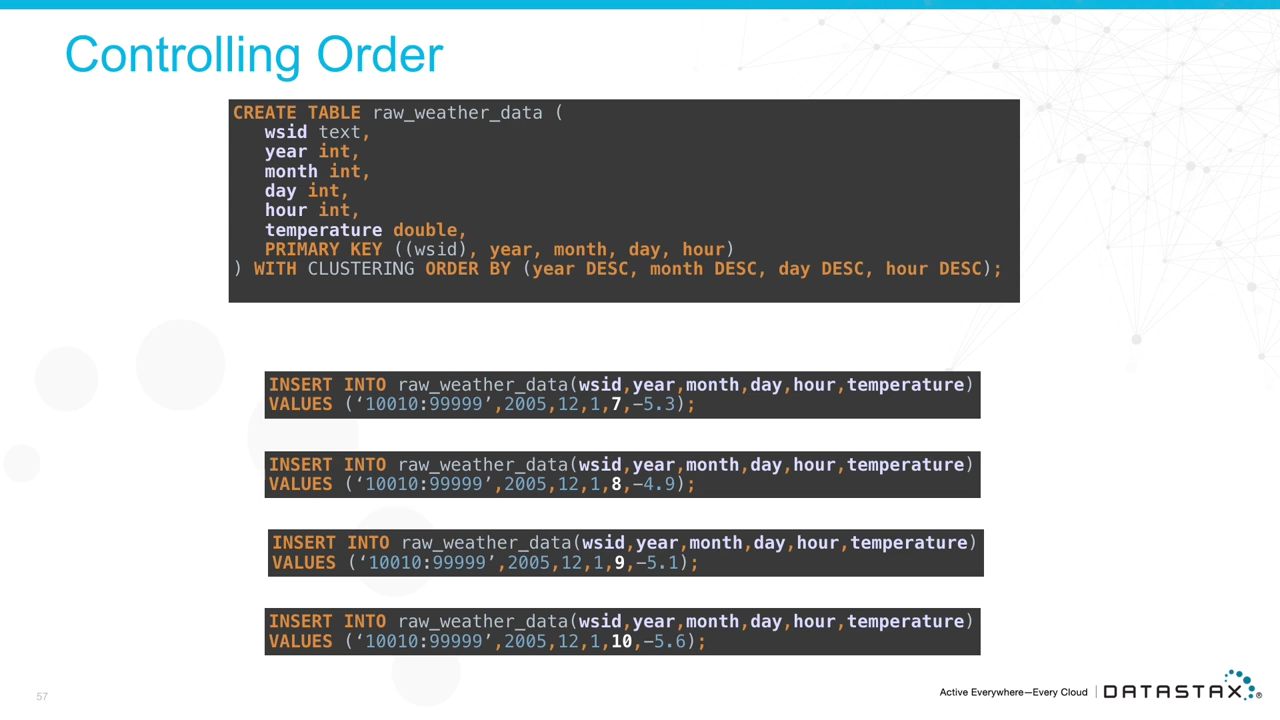 Controlling Order
CREATE TABLE raw_weather_data (
wsid text,
year int,
month int,
day int,
hour int,
temperature double,
PRIMARY KEY ((wsid), year, month, day, hour)
) WITH CLUSTERING ORDER BY (year DESC, month DESC, day DESC, hour DESC);
INSERT INTO raw_weather_data(wsid,year,month,day,hour,temperature)
VALUES (‘10010:99999’,2005,12,1,7,-5.3);
INSERT INTO raw_weather_data(wsid,year,month,day,hour,temperature)
VALUES (‘10010:99999’,2005,12,1,8,-4.9);
INSERT INTO raw_weather_data(wsid,year,month,day,hour,temperature)
VALUES (‘10010:99999’,2005,12,1,9,-5.1);
INSERT INTO raw_weather_data(wsid,year,month,day,hour,temperature)
VALUES (‘10010:99999’,2005,12,1,10,-5.6);
57
Active Everywhere—Every Cloud | DATASTAX®